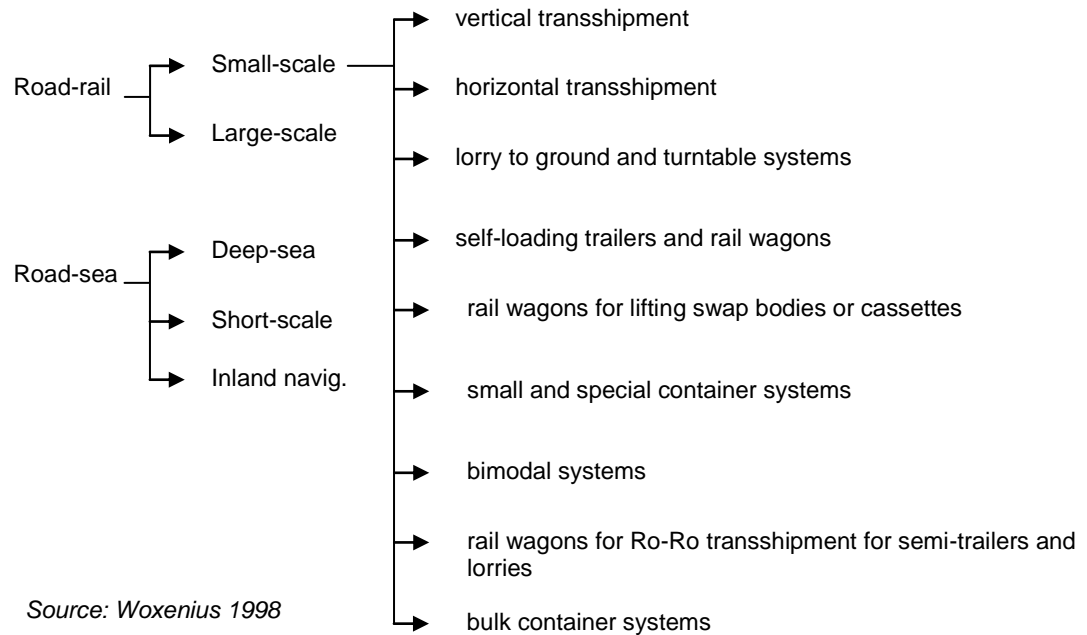 Road-rail
Small-scale
Large-scale
Road-sea
Deep-sea
Short-scale
Inland navig.
vertical transshipment
horizontal transshipment
lorry to ground and turntable systems
self-loading trailers and rail wagons
rail wagons for lifting swap bodies or cassettes
small and special container systems
bimodal systems
rail wagons for Ro-Ro transshipment for semi-trailers and
lorries
bulk container systems
Source: Woxenius 1998